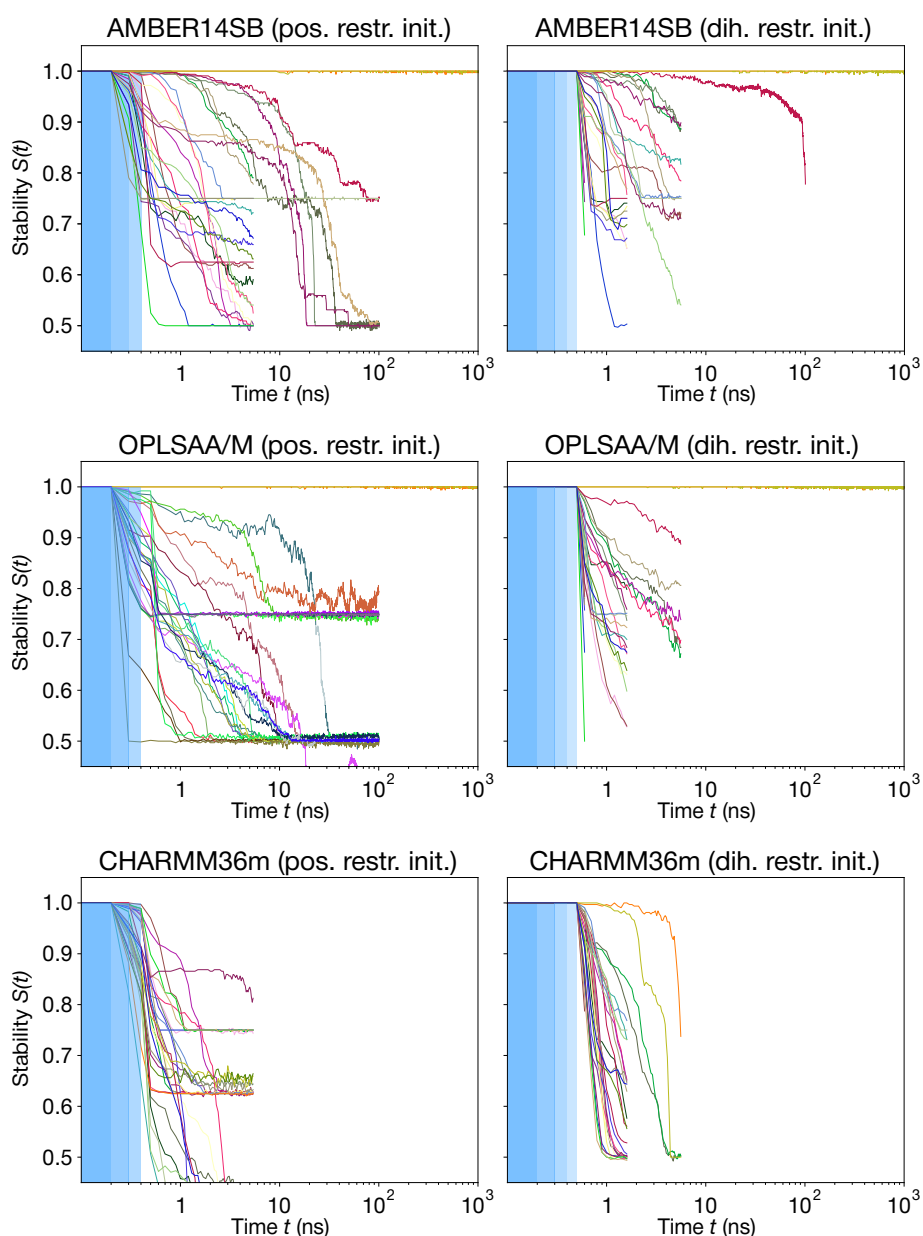 AMBER14SB (pos. restr. init.)
AMBER14SB (dih. restr. init.)
Stability S(t)
1.0
0.9
0.8
0.7
0.6
0.5
1
10
10²
10³
Time t (ns)
1
10
10²
10³
Time t (ns)
OPLSAA/M (pos. restr. init.)
OPLSAA/M (dih. restr. init.)
Stability S(t)
1.0
0.9
0.8
0.7
0.6
0.5
1
10
10²
10³
Time t (ns)
1
10
10²
10³
Time t (ns)
CHARMM36m (pos. restr. init.)
CHARMM36m (dih. restr. init.)
Stability S(t)
1.0
0.9
0.8
0.7
0.6
0.5
1
10
10²
10³
Time t (ns)
1
10
10²
10³
Time t (ns)